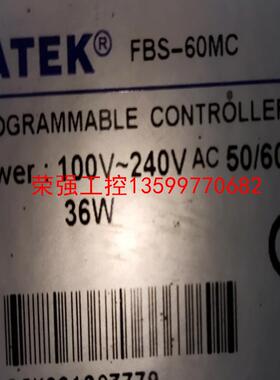 ATEK® FBS-60MC
OGRAMMABLE CONTROLLER
wer : 100V~240V AC 50/60
荣强工控13599770682
36W